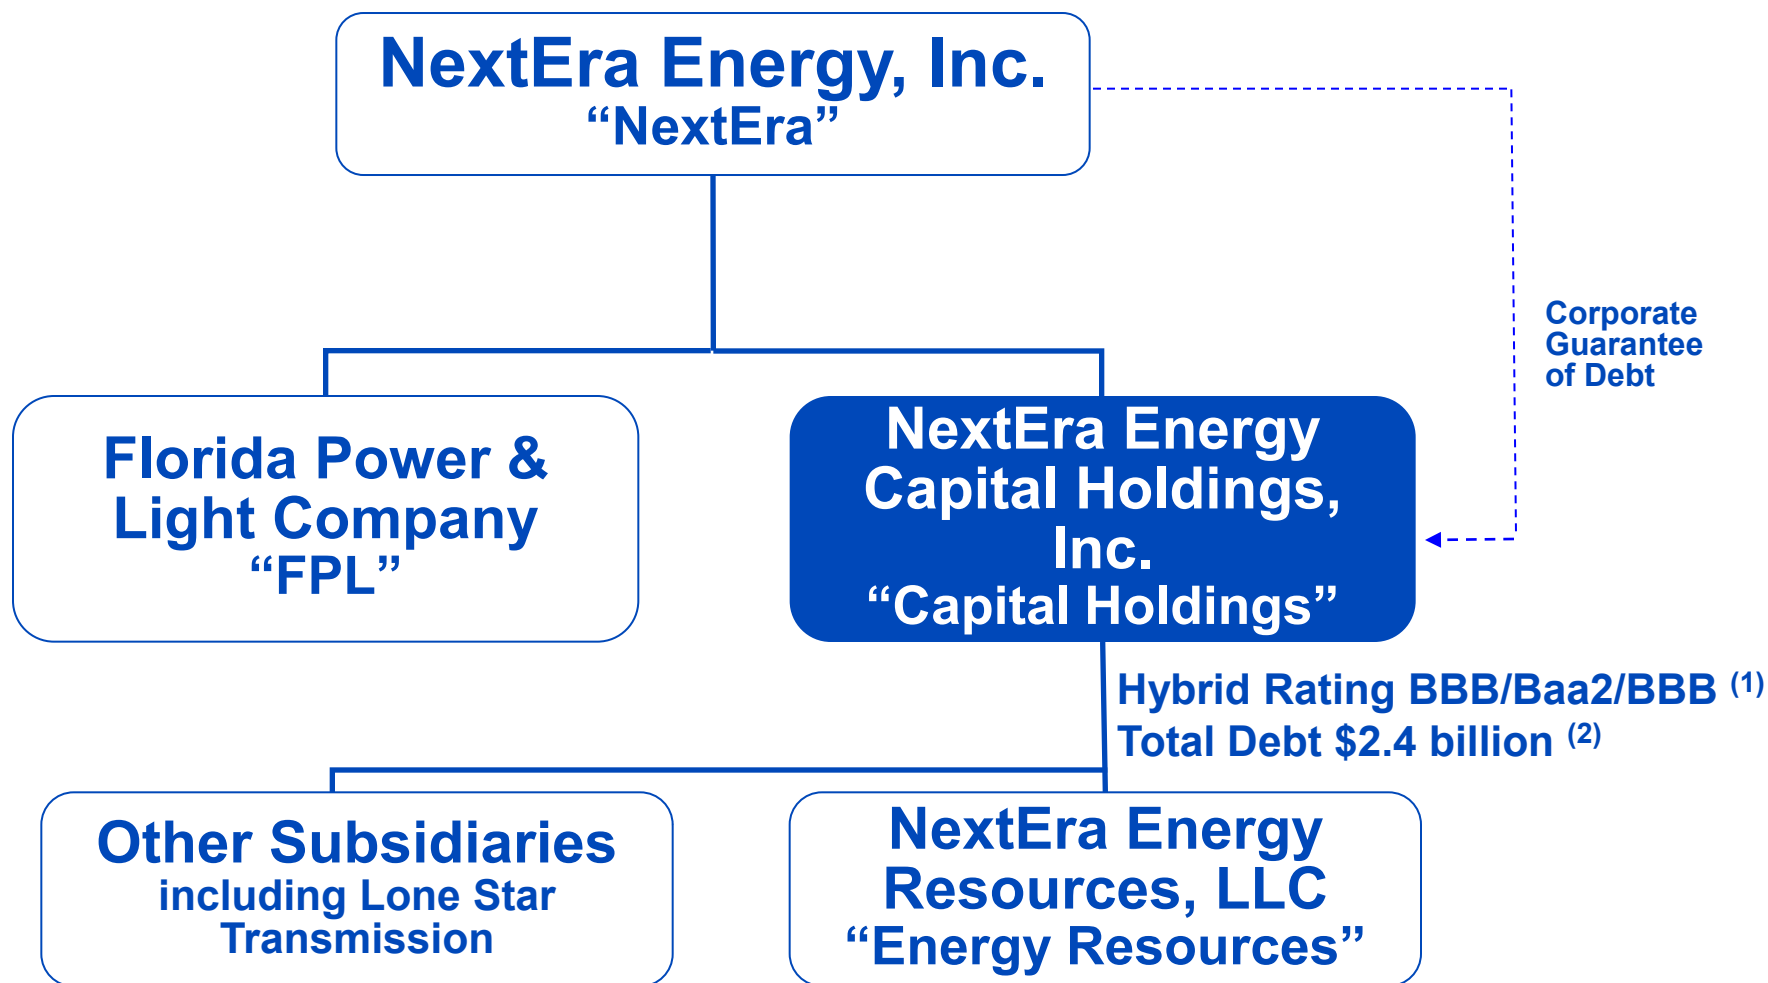 NextEra Energy, Inc.
“NextEra”
Corporate
Guarantee
of Debt
Florida Power &
Light Company
“FPL”
NextEra Energy
Capital Holdings,
Inc.
“Capital Holdings”
Hybrid Rating BBB/Baa2/BBB (1)
Total Debt $2.4 billion (2)
Other Subsidiaries
including Lone Star
Transmission
NextEra Energy
Resources, LLC
“Energy Resources”